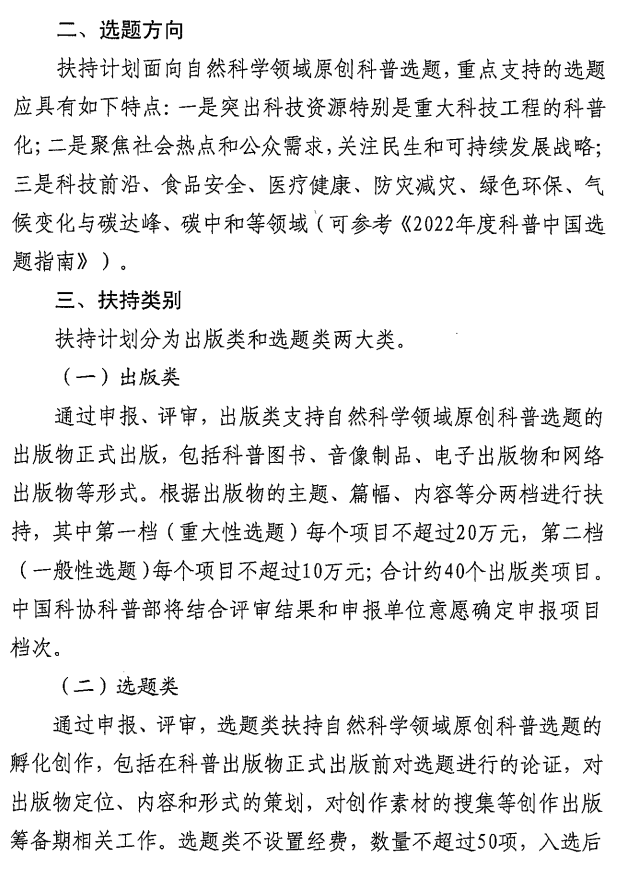 二、选题方向
扶持计划面向自然科学领域原创科普选题，重点支持的选题
应具有如下特点：一是突出科技资源特别是重大科技工程的科普
化；二是聚焦社会热点和公众需求，关注民生和可持续发展战略；
三是科技前沿、食品安全、医疗健康、防灾减灾、绿色环保、气
候变化与碳达峰、碳中和等领域（可参考《2022年度科普中国选
题指南》）。
三、扶持类别
扶持计划分为出版类和选题类两大类。
（一）出版类
通过申报、评审，出版类支持自然科学领域原创科普选题的
出版物正式出版，包括科普图书、音像制品、电子出版物和网络
出版物等形式。根据出版物的主题、篇幅、内容等分两档进行扶
持，其中第一档（重大性选题）每个项目不超过20万元，第二档
（一般性选题）每个项目不超过10万元；合计约40个出版类项目。
中国科协科普部将结合评审结果和申报单位意愿确定申报项目
档次。
（二）选题类
通过申报、评审，选题类扶持自然科学领域原创科普选题的
孵化创作，包括在科普出版物正式出版前对选题进行的论证，对
出版物定位、内容和形式的策划，对创作素材的搜集等创作出版
筹备期相关工作。选题类不设置经费，数量不超过50项，入选后